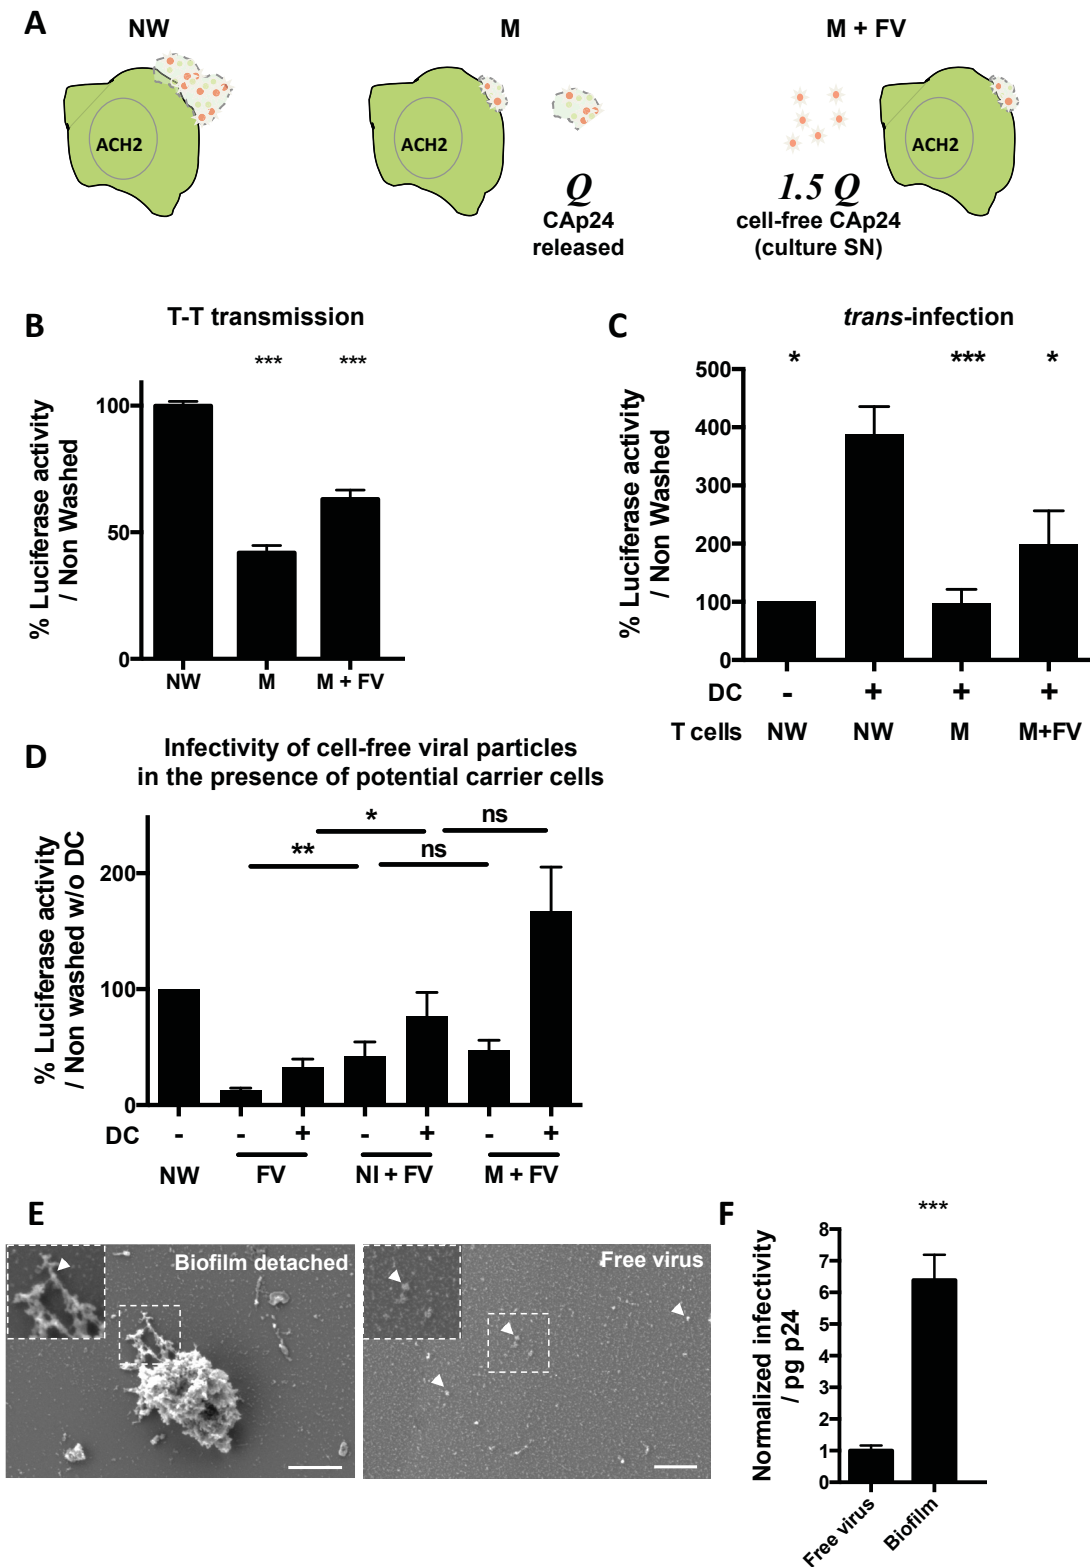 A
NW
M
M + FV
ACH2
ACH2
ACH2
Q
CAp24
released
1.5 Q
cell-free CAp24
(culture SN)
B
T-T transmission
*** ***
% Luciferase activity
/ Non Washed
100
50
0
NW M M + FV
C
trans-infection
* *** *
% Luciferase activity
/ Non Washed
500
400
300
200
100
0
DC - + + +
T cells NW NW M M+FV
D
Infectivity of cell-free viral particles
in the presence of potential carrier cells
* ns
** ns
% Luciferase activity
/ Non washed w/o DC
200
100
0
DC - - + - + - +
NW FV NI + FV M + FV
E
Biofilm detached
Free virus
F
***
Normalized infectivity
/ pg p24
8
7
6
5
4
3
2
1
0
Free virus
Biofilm